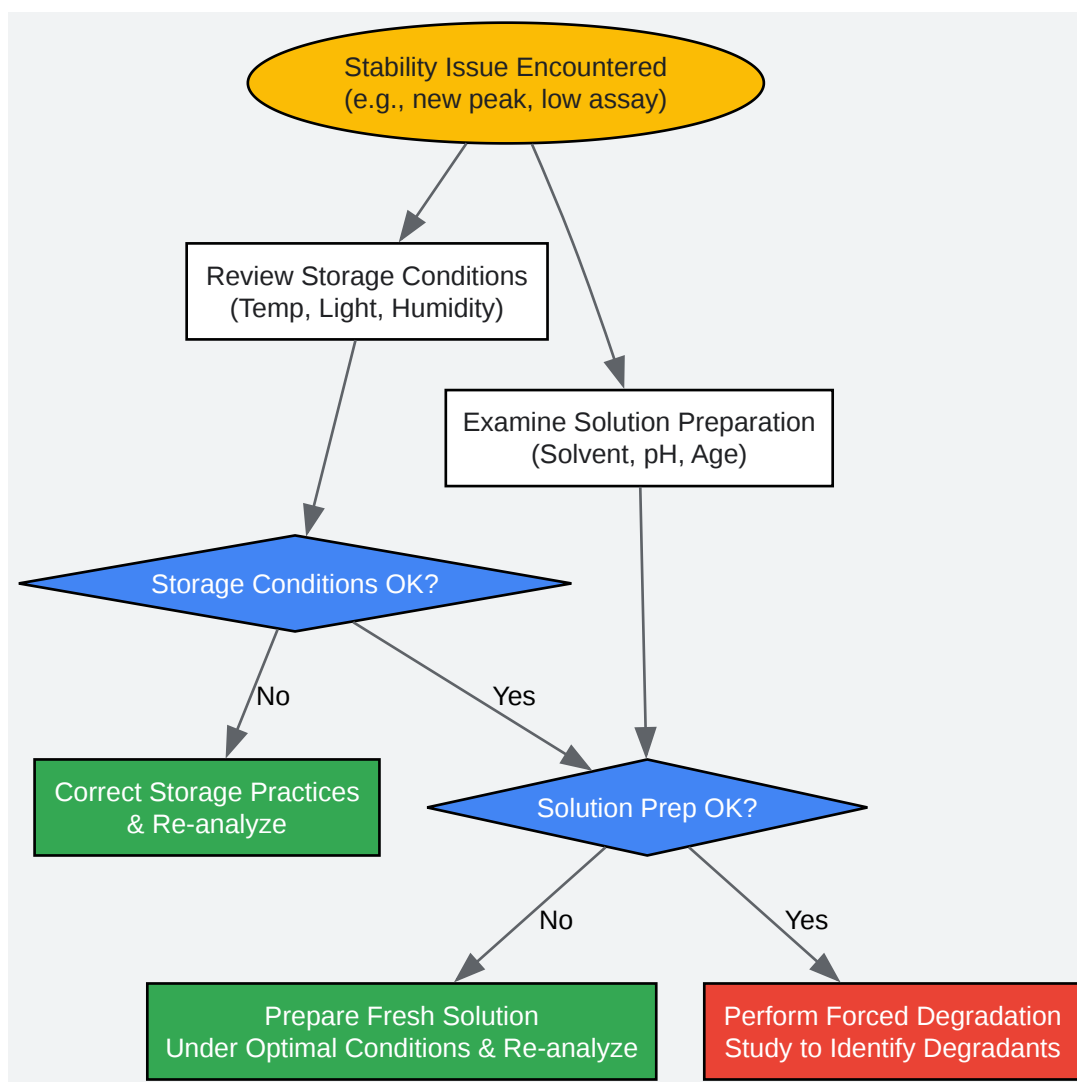 Stability Issue Encountered
(e.g., new peak, low assay)
Review Storage Conditions
(Temp, Light, Humidity)
Examine Solution Preparation
(Solvent, pH, Age)
Storage Conditions OK?
No
Yes
Correct Storage Practices
& Re-analyze
Solution Prep OK?
No
Yes
Prepare Fresh Solution
Under Optimal Conditions & Re-analyze
Perform Forced Degradation
Study to Identify Degradants